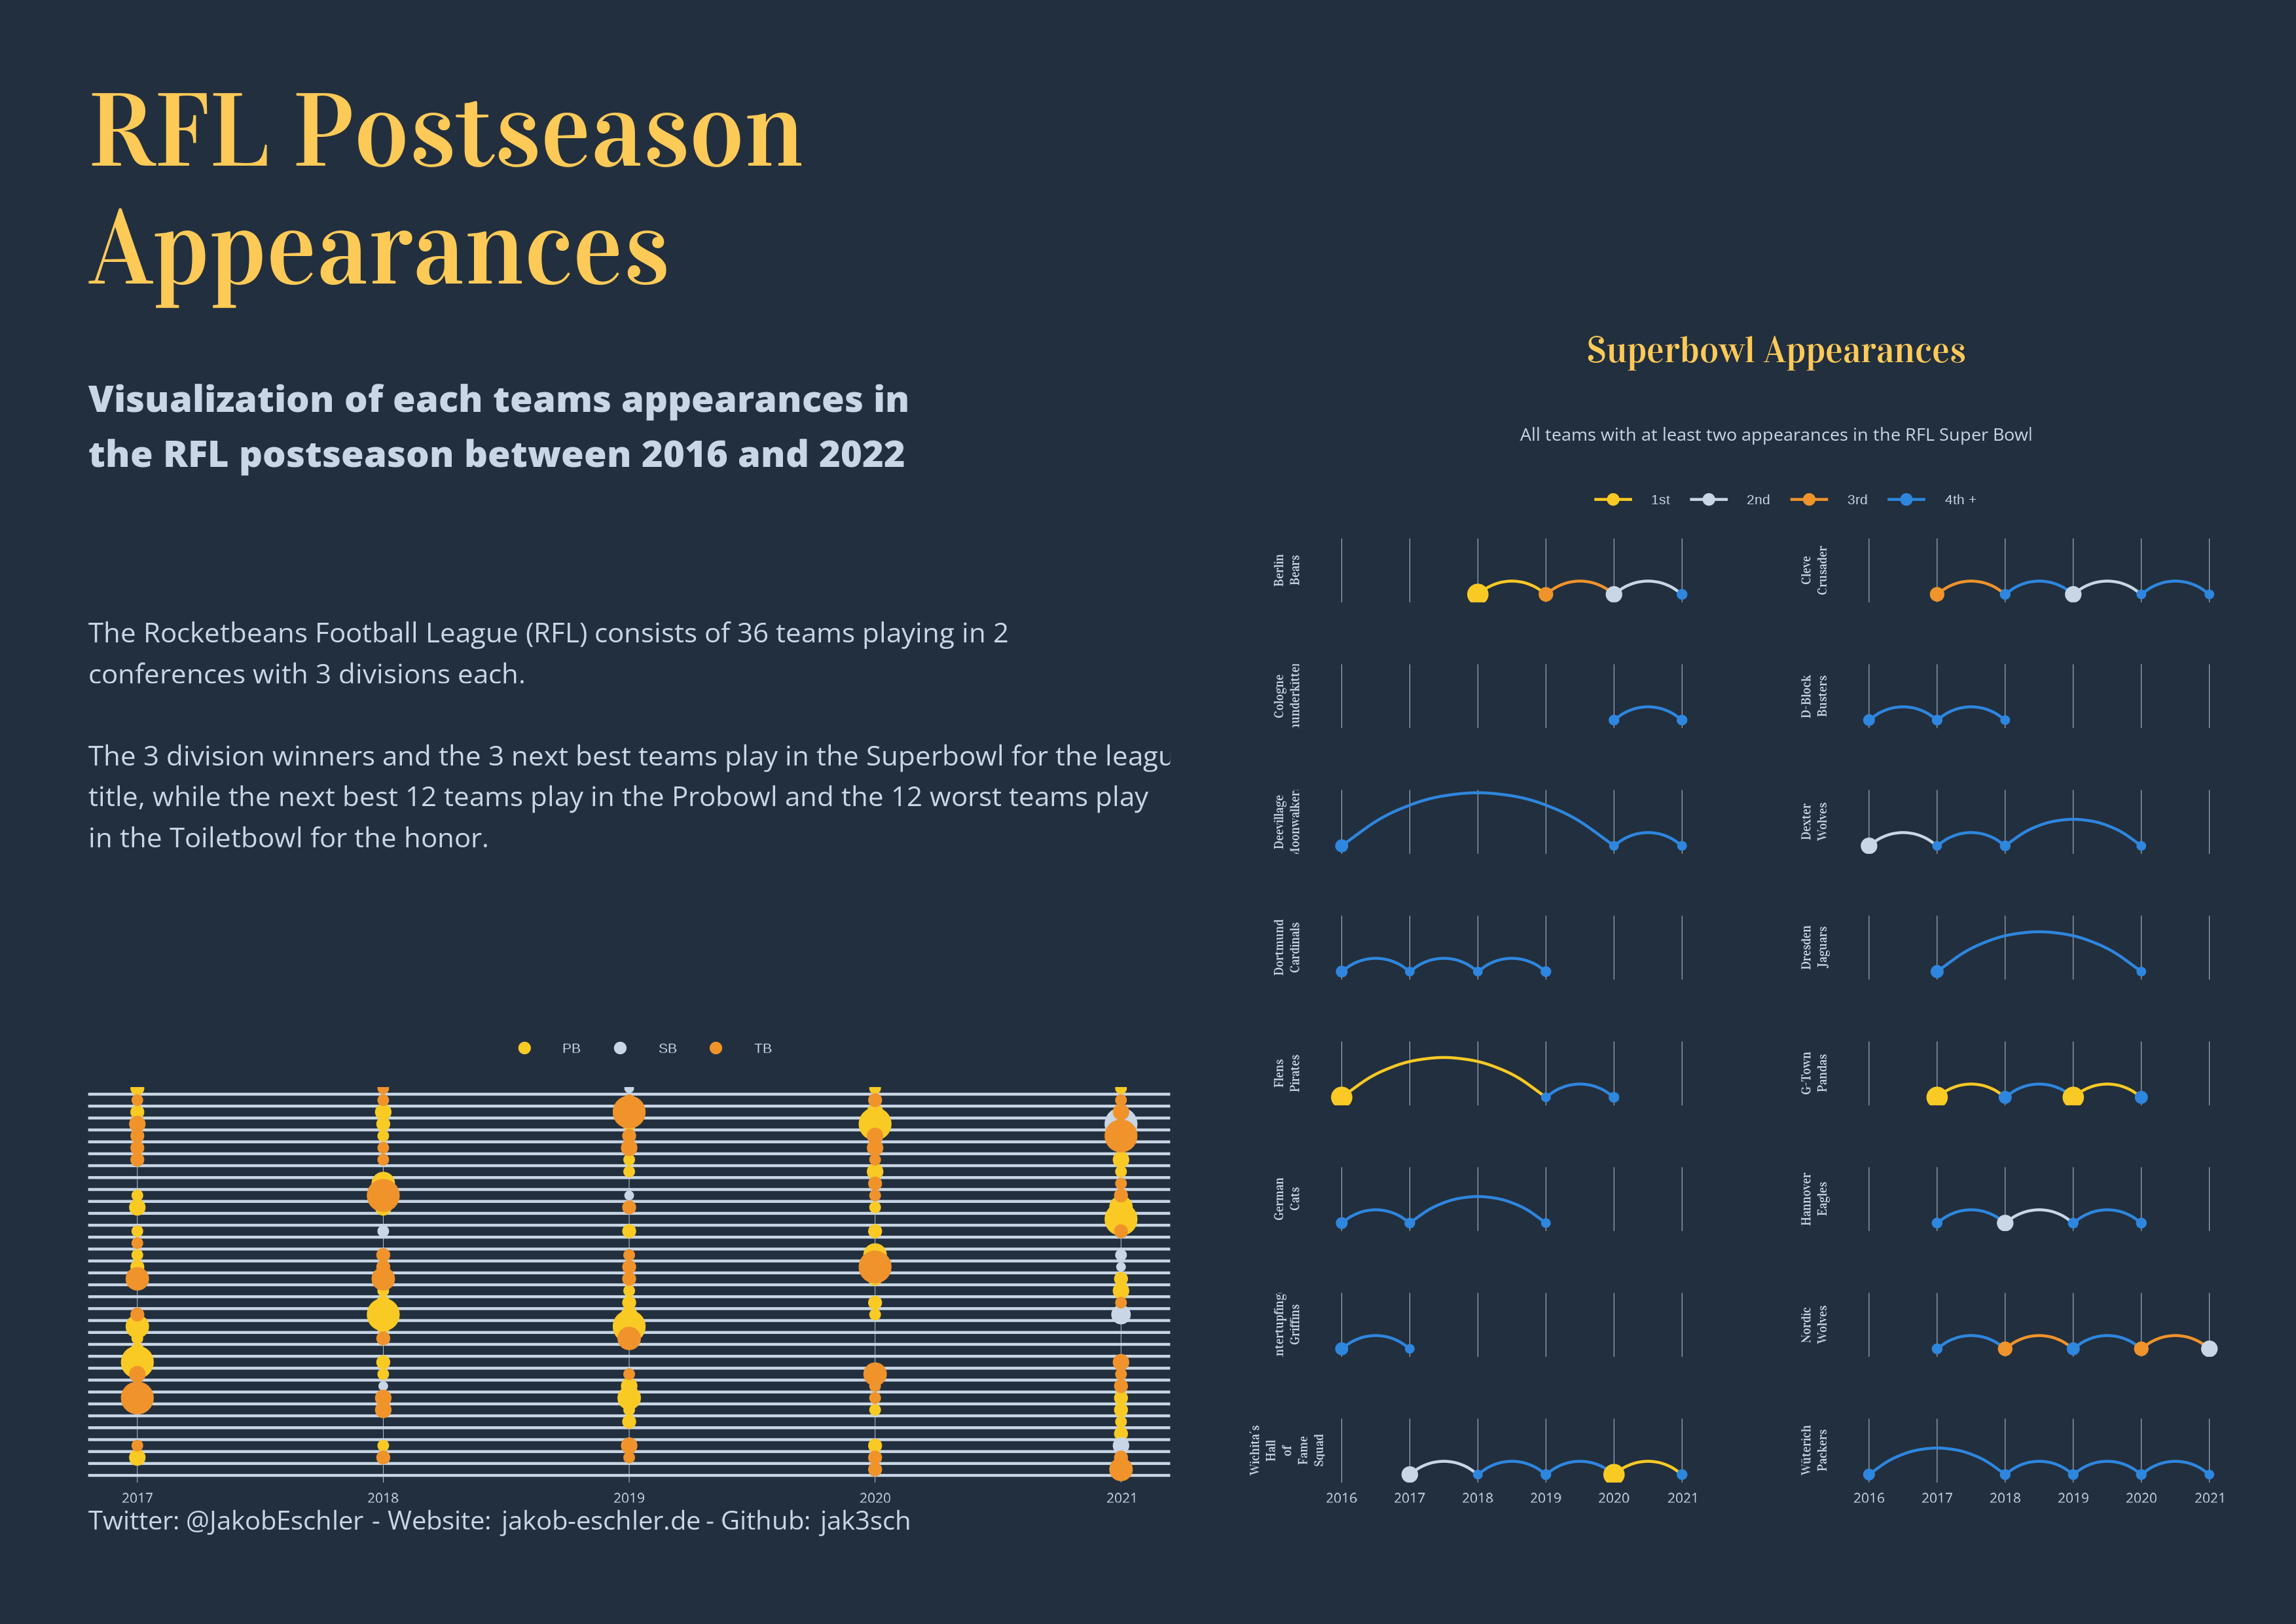 RFL Postseason
Appearances
Visualization of each teams appearances in
the RFL postseason between 2016 and 2022
The Rocketbeans Football League (RFL) consists of 36 teams playing in 2
conferences with 3 divisions each.
The 3 division winners and the 3 next best teams play in the Superbowl for the leagu
title, while the next best 12 teams play in the Probowl and the 12 worst teams play
in the Toiletbowl for the honor.
PB SB TB
2017 2018 2019 2020 2021
Twitter: @JakobEschler - Website: jakob-eschler.de - Github: jak3sch
Superbowl Appearances
All teams with at least two appearances in the RFL Super Bowl
1st 2nd 3rd 4th +
Berlin
Bears
Cleve
Crusader
Cologne
unterkitte
D-Block
Busters
Deevillage
Moonwalker
Dexter
Wolves
Dortmund
Cardinals
Dresden
Jaguars
Flens
Pirates
G-Town
Pandas
German
Cats
Hannover
Eagles
ntertupfing
Griffins
Nordic
Wolves
Wichita's
Hall
of
Fame
Squad
Wüterich
Packers
2016 2017 2018 2019 2020 2021
2016 2017 2018 2019 2020 2021